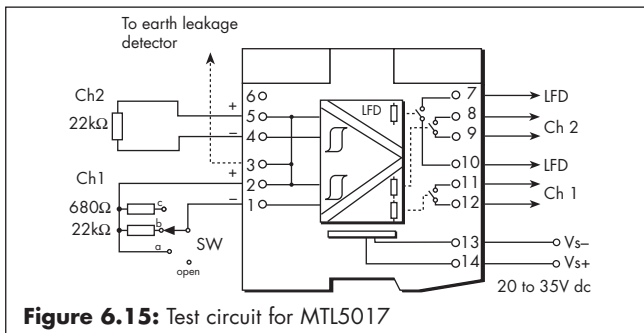 To earth leakage
detector
Ch2
22kΩ
+
−
Ch1
+
−
680Ω
22kΩ
c
b
a
SW
open
6
5
4
3
2
1
LFD
7
8
9
10
11
12
13
14
LFD
Ch 2
LFD
Ch 1
Vs–
Vs+
20 to 35V dc
Figure 6.15: Test circuit for MTL5017